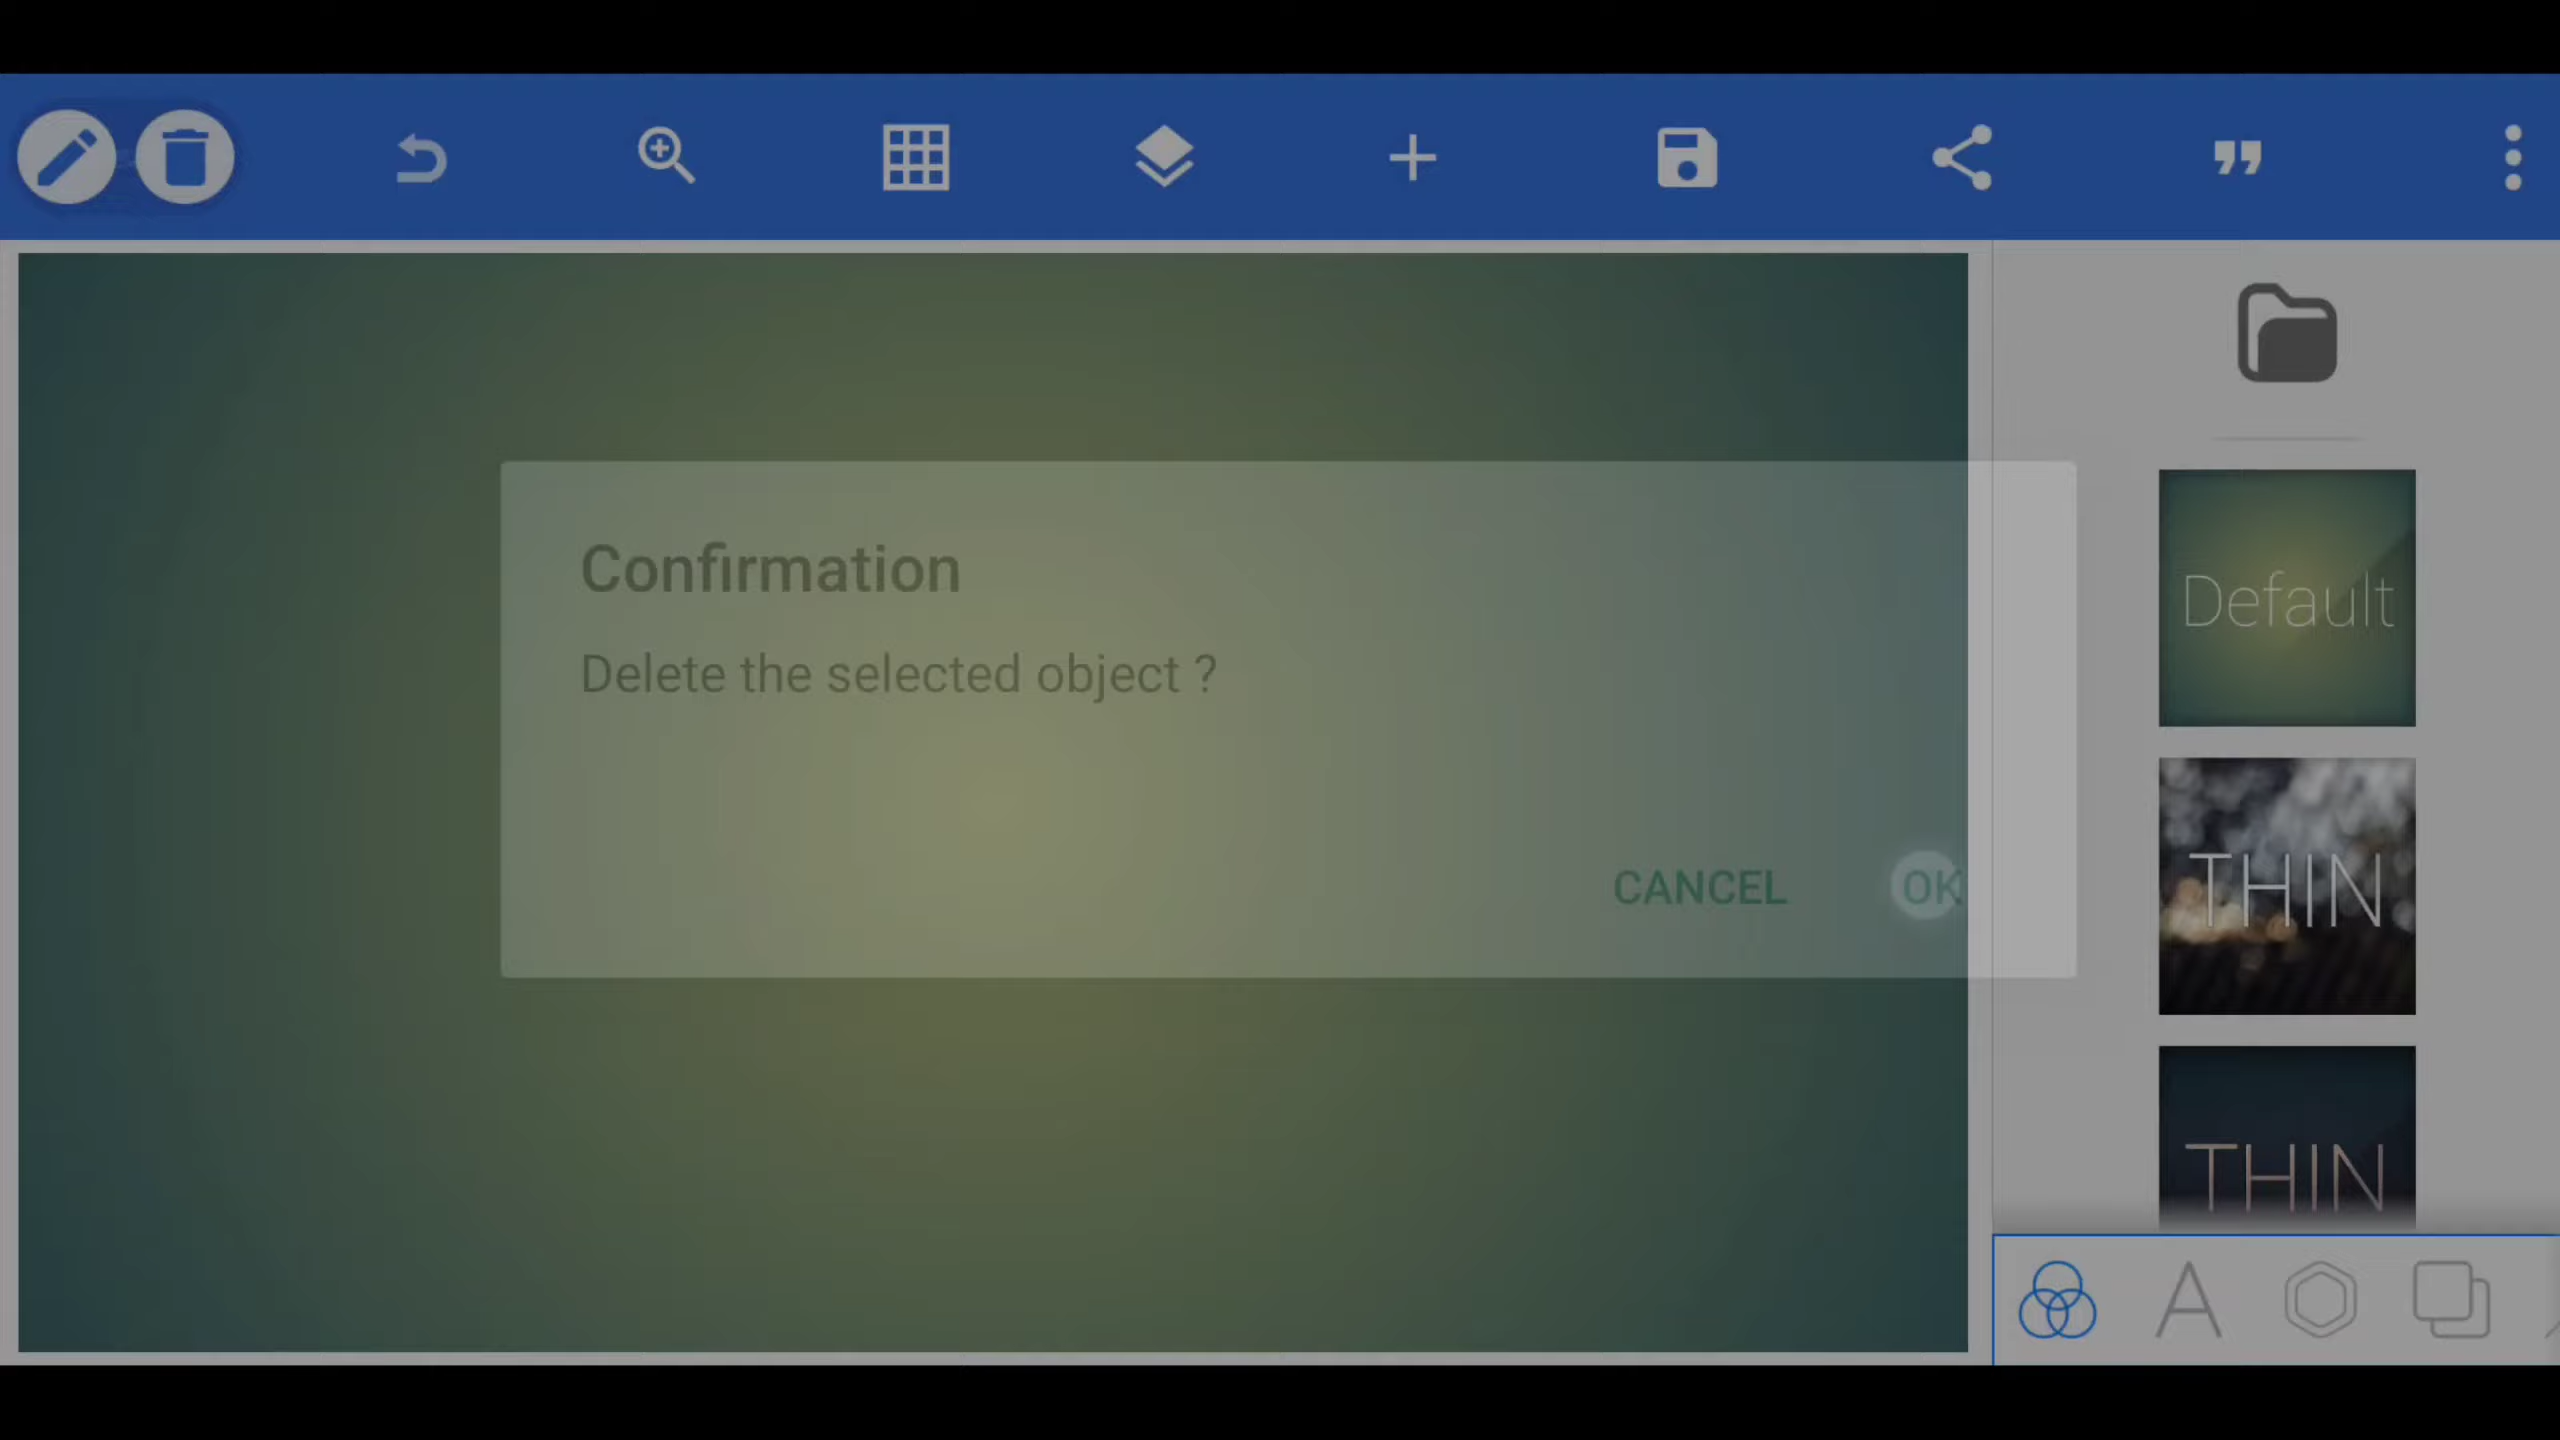 Confirmation
Delete the selected object ?
CANCEL
OK
Default
THIN
THIN